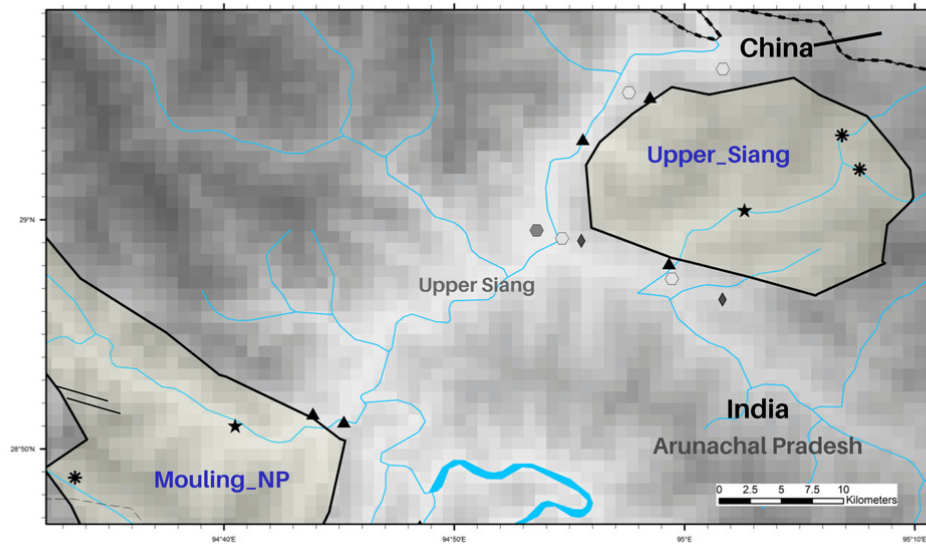 China
Upper_Siang
29°N
Upper Siang
India
Arunachal Pradesh
28°50'N
Mouling_NP
0 2.5 5 7.5 10
Kilometers
94°40'E 94°50'E 95°E 95°10'E